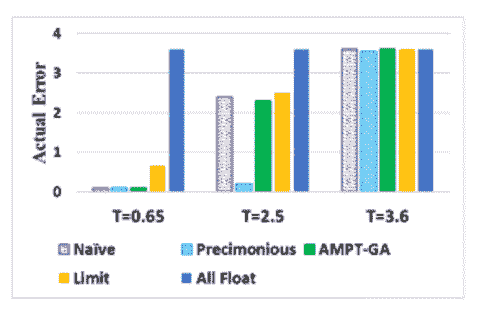 4
3
2
1
0
Actual Error
T=0.65 T=2.5 T=3.6
Naïve Precimonious AMPT-GA
Limit All Float